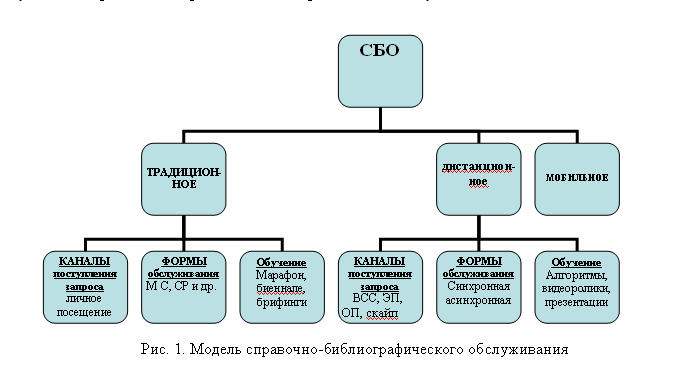 СБО
ТРАДИЦИОН-
НОЕ
дистанцион-
ное
МОБИЛЬНОЕ
КАНАЛЫ
поступления
запроса
личное
посещение
ФОРМЫ
обслуживания
М С, СР и др.
Обучение
Марафон,
биеннале,
брифинги
КАНАЛЫ
поступления
запроса
ВСС, ЭП,
ОП, скайп
ФОРМЫ
обслуживания
Синхронная
асинхронная
Обучение
Алгоритмы,
видеоролики,
презентации
Рис. 1. Модель справочно-библиографического обслуживания